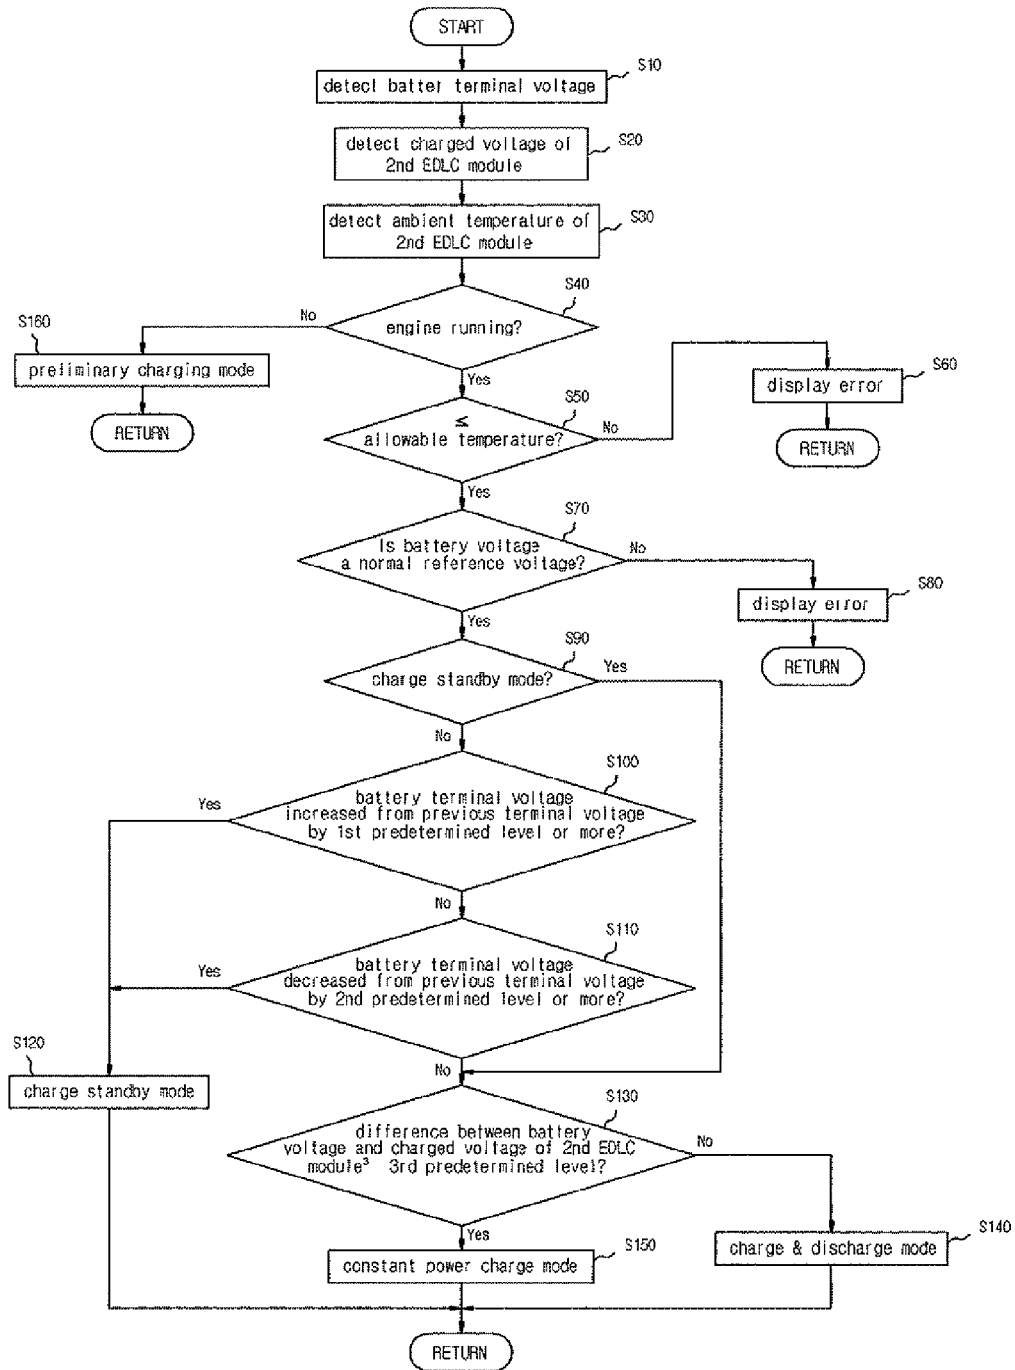 START
S10
detect batter terminal voltage
S20
detect charged voltage of
2nd EDLC module
S30
detect ambient temperature of
2nd EDLC module
S40
engine running?
No
S160
preliminary charging mode
RETURN
Yes
S50
≤
allowable temperature?
No
S60
display error
RETURN
Yes
S70
Is battery voltage
a normal reference voltage?
No
S80
display error
RETURN
Yes
S90
charge standby mode?
Yes
No
S100
battery terminal voltage
increased from previous terminal voltage
by 1st predetermined level or more?
Yes
No
S110
battery terminal voltage
decreased from previous terminal voltage
by 2nd predetermined level or more?
Yes
No
S120
charge standby mode
S130
difference between battery
voltage and charged voltage of 2nd EDLC
module³ 3rd predetermined level?
No
S140
charge & discharge mode
Yes
S150
constant power charge mode
RETURN